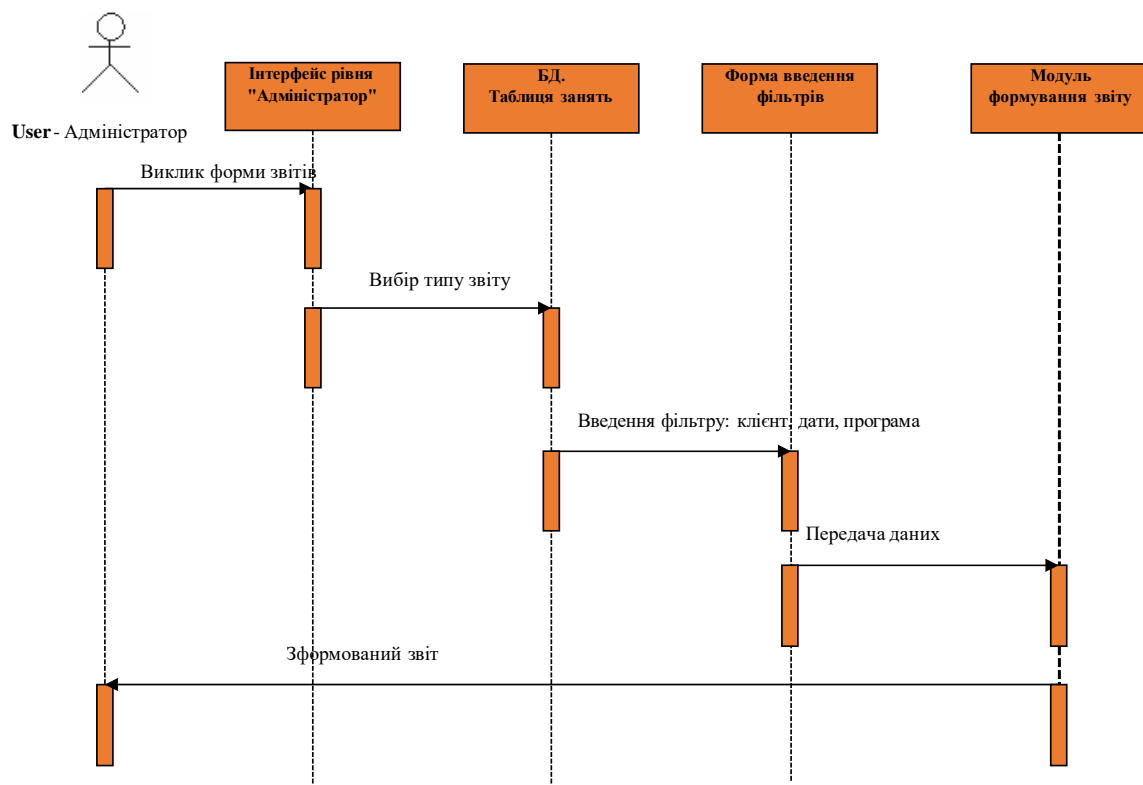 Інтерфейс рівня
"Адміністратор"
БД.
Таблиця занять
Форма введення
фільтрів
Модуль
формування звіту
User - Адміністратор
Виклик форми звітів
Вибір типу звіту
Введення фільтру: клієнт, дати, програма
Передача даних
Зформований звіт